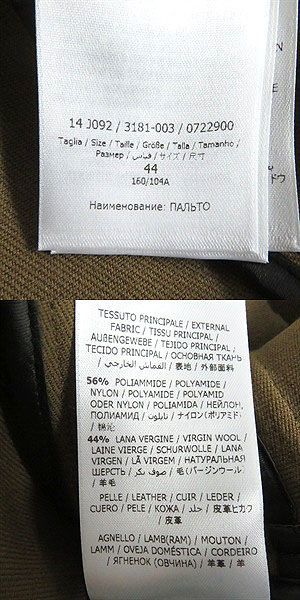 14 J092 / 3181-003 / 0722900
Taglia / Size / Taille / Größe / Talla / Tamanho /
Размер / قياس / サイズ / 尺寸
44
160/104A
Наименование: ПАЛЬТО
TESSUTO PRINCIPALE / EXTERNAL
FABRIC / TISSU PRINCIPAL /
AUßENGEWEBE / TEJIDO PRINCIPAL /
TECIDO PRINCIPAL / ОСНОВНАЯ ТКАНЬ
/ القماش الخارجي / 表地 / 外部面料
56% POLIAMMIDE / POLYAMIDE /
NYLON / POLYAMIDE / POLYAMID
ODER NYLON / POLIAMIDA / НЕЙЛОН,
ПОЛИАМИД / نايلون / ナイロン(ポリアミド)
/ 锦纶
44% LANA VERGINE / VIRGIN WOOL /
LAINE VIERGE / SCHURWOLLE / LANA
VIRGEN / LÃ VIRGEM / НАТУРАЛЬНАЯ
ШЕРСТЬ / صوف بكر / 毛(バージンウール)
/ 羊毛
PELLE / LEATHER / CUIR / LEDER /
CUERO / PELE / КОЖА / جلد / 皮革ヒカワ
/ 皮革
AGNELLO / LAMB(RAM) / MOUTON /
LAMM / OVEJA DOMÉSTICA / CORDEIRO
/ ЯГНЕНОК (ОВЧИНА) / 羊革 / 羊